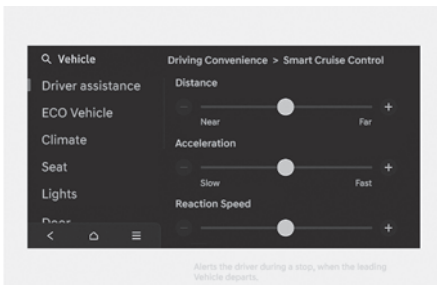 Vehicle
Driving Convenience > Smart Cruise Control
Driver assistance
ECO Vehicle
Climate
Seat
Lights
Door
Distance
− +
Near Far
Acceleration
− +
Slow Fast
Reaction Speed
− +
Alerts the driver during a stop, when the leading
Vehicle departs.